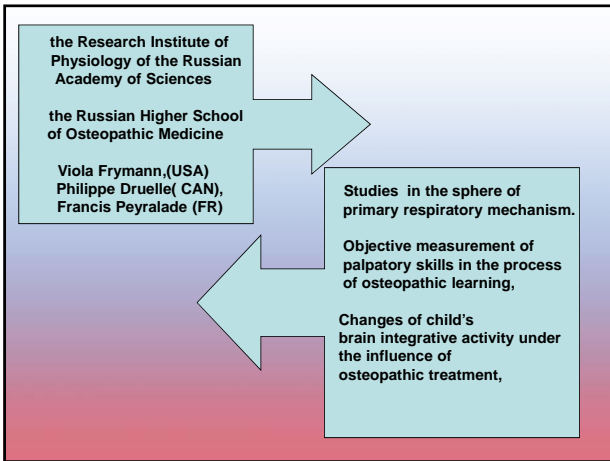 the Research Institute of
Physiology of the Russian
Academy of Sciences
the Russian Higher School
of Osteopathic Medicine
Viola Frymann,(USA)
Philippe Druelle( CAN),
Francis Peyralade (FR)
Studies in the sphere of
primary respiratory mechanism.
Objective measurement of
palpatory skills in the process
of osteopathic learning,
Changes of child's
brain integrative activity under
the influence of
osteopathic treatment,